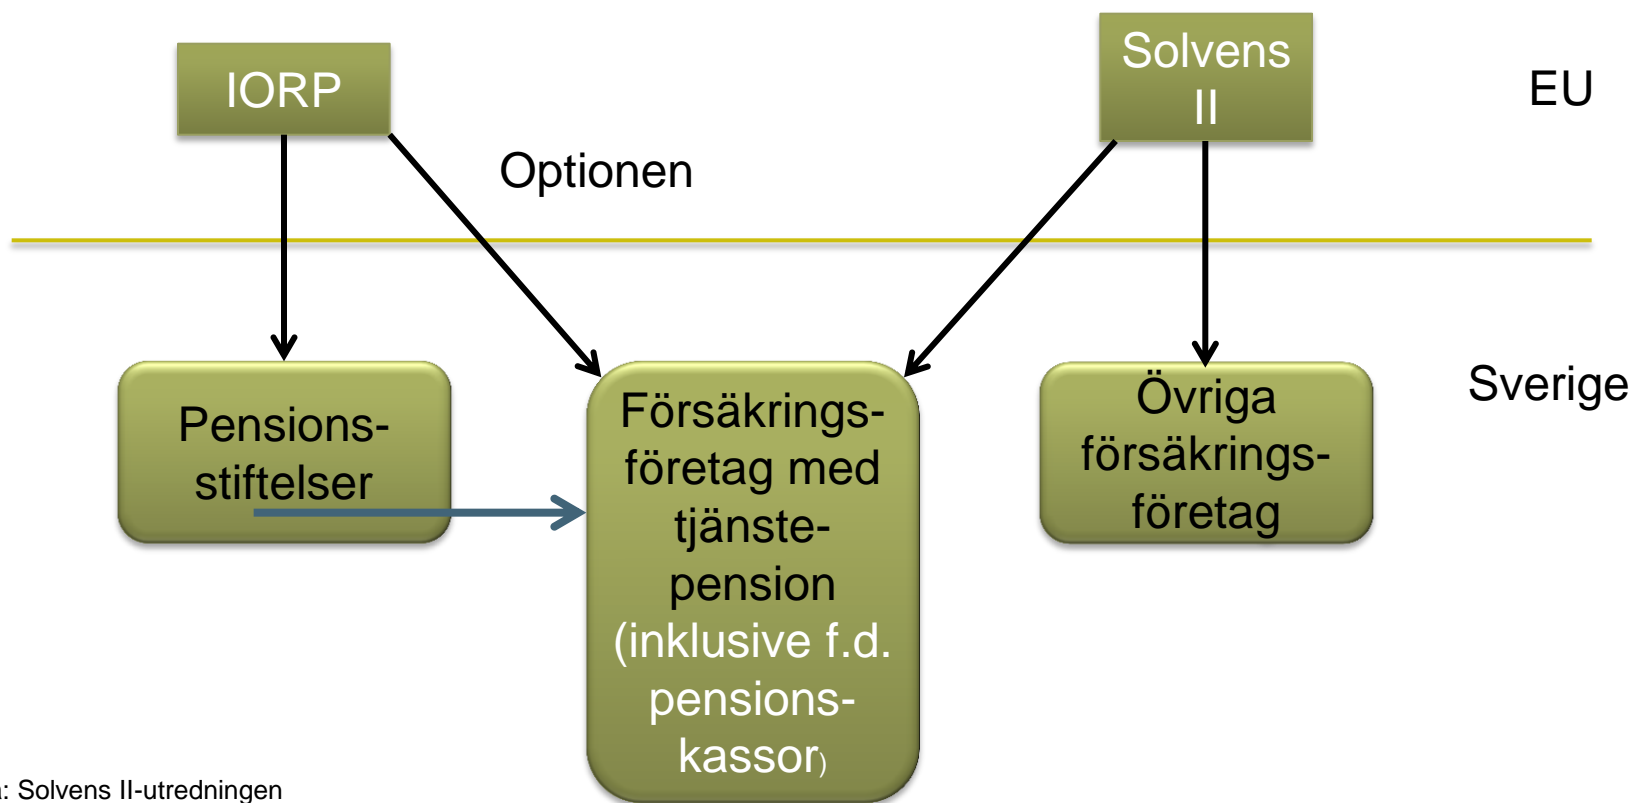 IORP
Solvens
II
EU
Optionen
Sverige
Pensions-
stiftelser
Försäkrings-
företag med
tjänste-
pension
(inklusive f.d.
pensions-
kassor)
Övriga
försäkrings-
företag
: Solvens II-utredningen